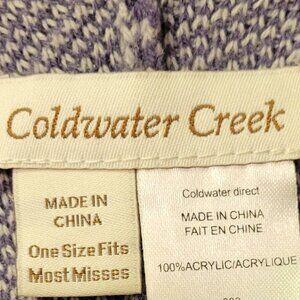 Coldwater Creek
MADE IN
CHINA
One Size Fits
Most Misses
Coldwater direct
MADE IN CHINA
FAIT EN CHINE
100%ACRYLIC/ACRYLIQUE